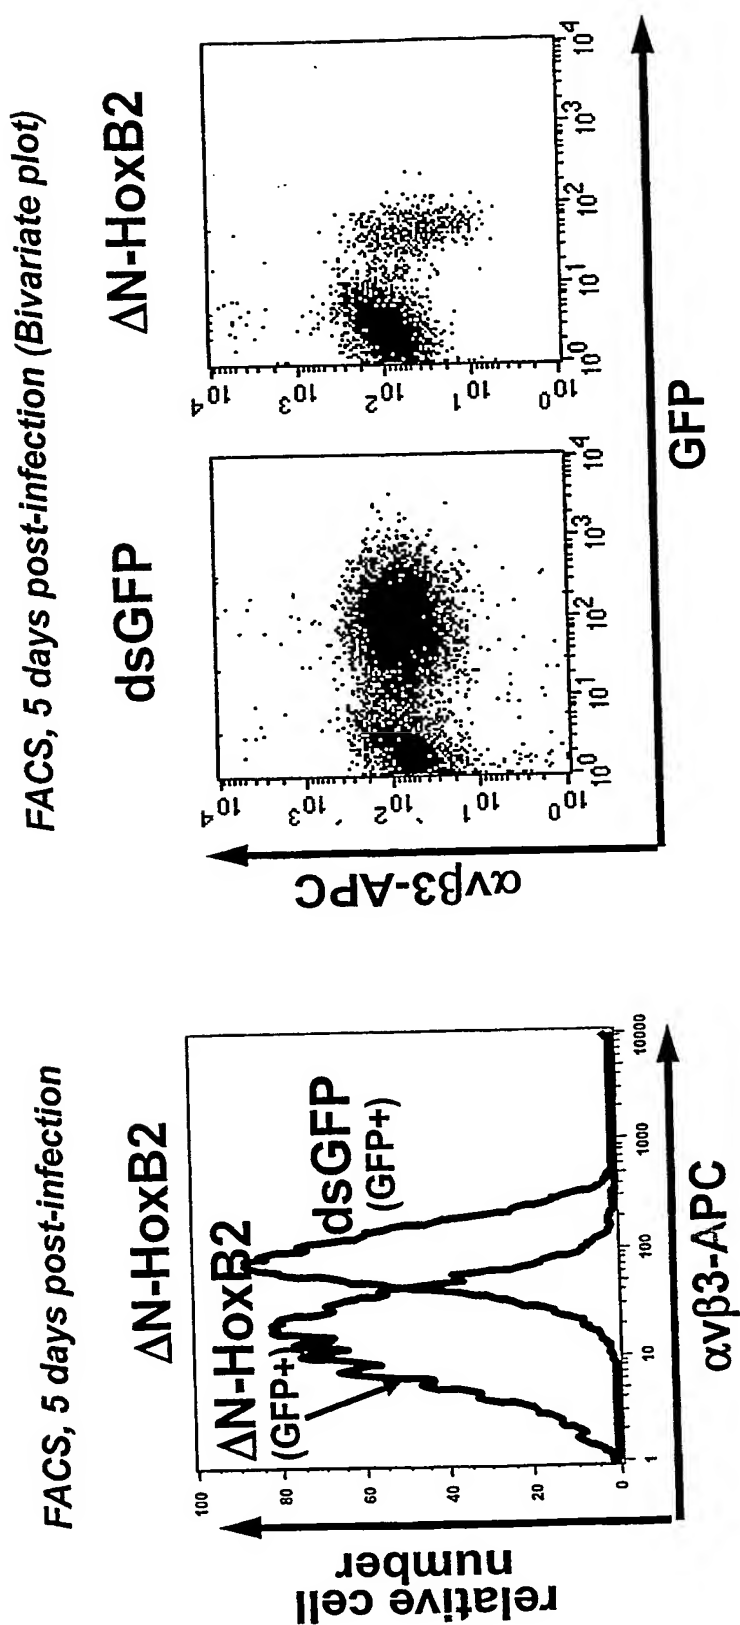 FACS, 5 days post-infection
ΔN-HoxB2
ΔN-HoxB2
(GFP+)
dsGFP
(GFP+)
100
80
60
40
20
0
1
10
100
1000
10000
relative cell
number
αvβ3-APC
FACS, 5 days post-infection (Bivariate plot)
dsGFP
ΔN-HoxB2
10⁴
10³
10²
10¹
10⁰
10⁰
10¹
10²
10³
10⁴
10⁴
10³
10²
10¹
10⁰
10⁰
10¹
10²
10³
10⁴
αvβ3-APC
GFP